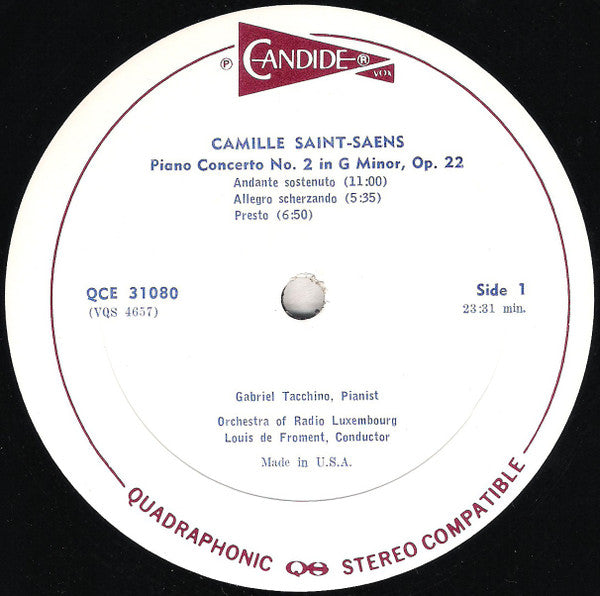 ℗ CANDIDE ®
VOX
CAMILLE SAINT-SAENS
Piano Concerto No. 2 in G Minor, Op. 22
Andante sostenuto (11:00)
Allegro scherzando (5:35)
Presto (6:50)
QCE 31080
(VQS 4657)
Side 1
23:31 min.
Gabriel Tacchino, Pianist
Orchestra of Radio Luxembourg
Louis de Froment, Conductor
Made in U.S.A.
QUADRAPHONIC QS STEREO COMPATIBLE